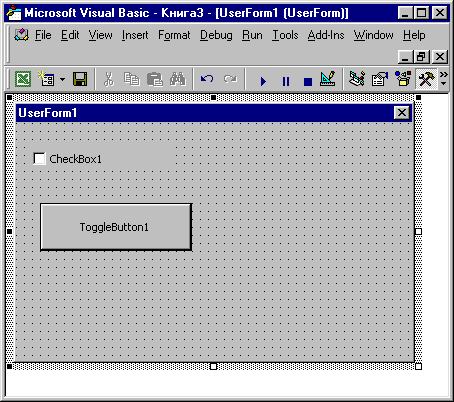 Microsoft Visual Basic - Книга3 - [UserForm1 (UserForm)]
File Edit View Insert Format Debug Run Tools Add-Ins Window Help
UserForm1
CheckBox1
ToggleButton1